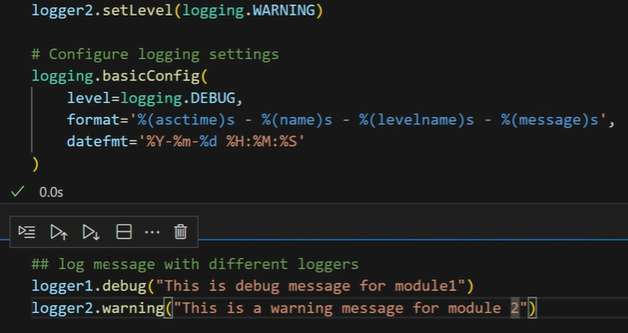 logger2.setLevel(logging.WARNING)
# Configure logging settings
logging.basicConfig(
level=logging.DEBUG,
format='%(asctime)s - %(name)s - %(levelname)s - %(message)s',
datefmt='%Y-%m-%d %H:%M:%S'
)
0.0s
## log message with different loggers
logger1.debug("This is debug message for module1")
logger2.warning("This is a warning message for module 2")